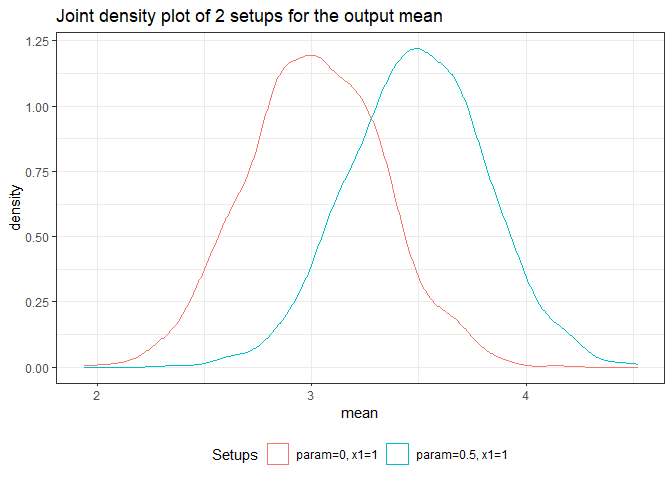 Joint density plot of 2 setups for the output mean
1.25
1.00
0.75
0.50
0.25
0.00
density
2 3 4
mean
Setups param=0, x1=1 param=0.5, x1=1